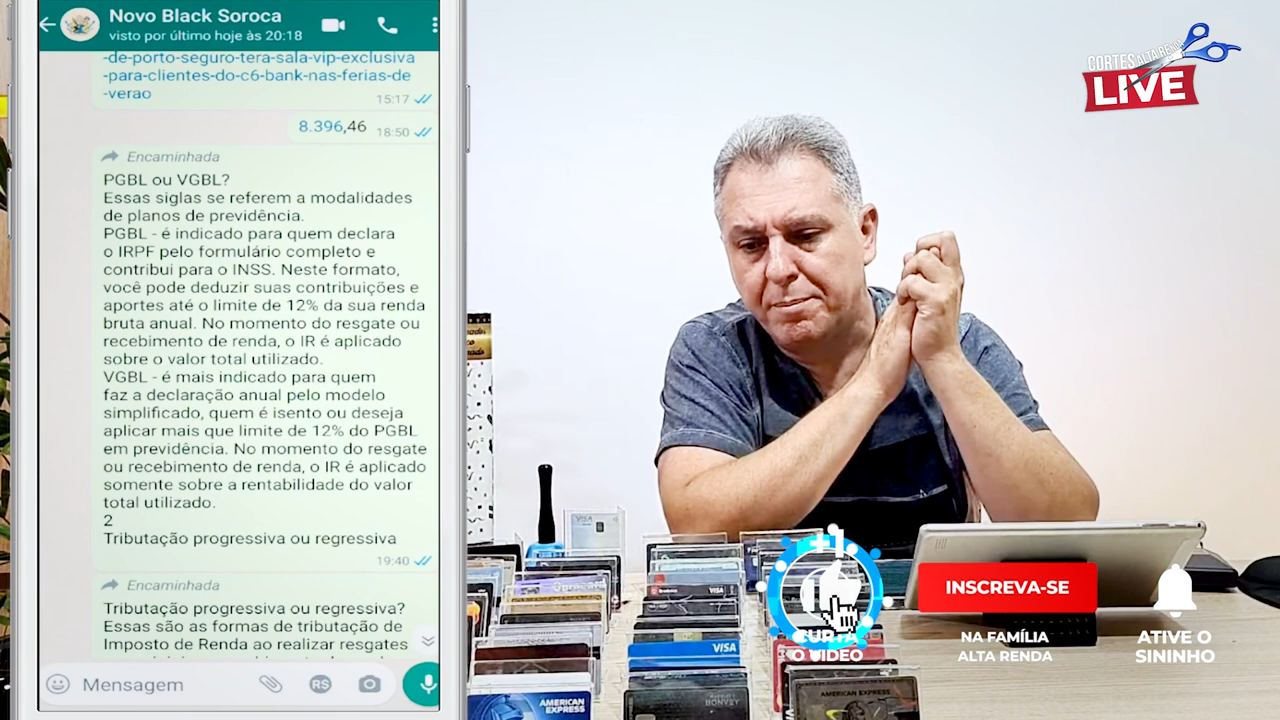 Novo Black Soroca
visto por último hoje às 20:18
-de-porto-seguro-tera-sala-vip-exclusiva
-para-clientes-do-c6-bank-nas-ferias-de
-verao
15:17
8.396,46
18:50
Encaminhada
PGBL ou VGBL?
Essas siglas se referem a modalidades
de planos de previdência.
PGBL - é indicado para quem declara
o IRPF pelo formulário completo e
contribui para o INSS. Neste formato,
você pode deduzir suas contribuições e
aportes até o limite de 12% da sua renda
bruta anual. No momento do resgate ou
recebimento de renda, o IR é aplicado
sobre o valor total utilizado.
VGBL - é mais indicado para quem
faz a declaração anual pelo modelo
simplificado, quem é isento ou deseja
aplicar mais que limite de 12% do PGBL
em previdência. No momento do resgate
ou recebimento de renda, o IR é aplicado
somente sobre a rentabilidade do valor
total utilizado.
2
Tributação progressiva ou regressiva
19:40
Encaminhada
Tributação progressiva ou regressiva?
Essas são as formas de tributação de
Imposto de Renda ao realizar resgates
Mensagem
R$
CORTES ALTA RENDA
LIVE
+1
CURTA
O VIDEO
INSCREVA-SE
NA FAMÍLIA
ALTA RENDA
ATIVE O
SININHO
VISA
VISA
VISA
AMERICAN
EXPRESS
BONVOY
AMERICAN EXPRESS